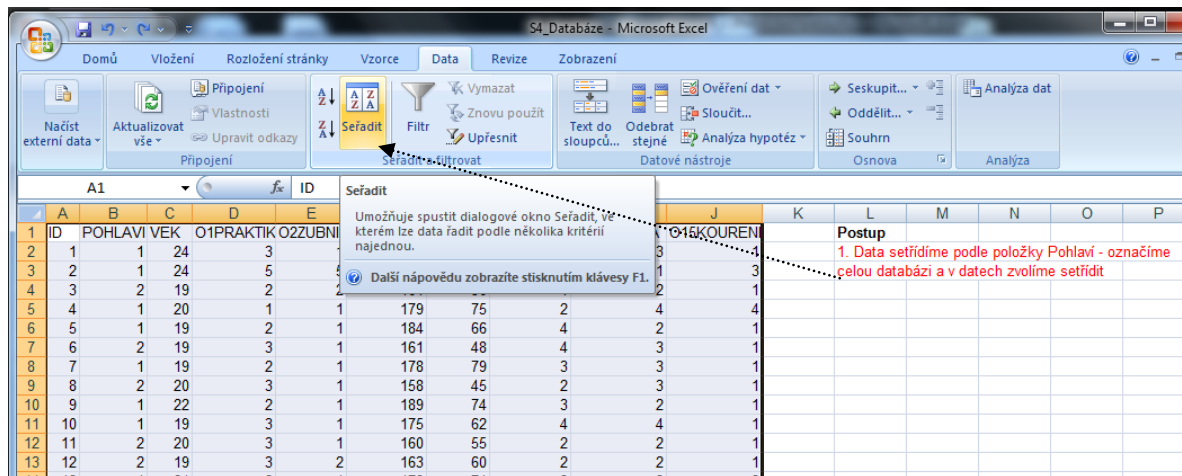 S4_Databáze - Microsoft Excel
Domů Vložení Rozložení stránky Vzorce Data Revize Zobrazení
Načíst externí data
Aktualizovat vše
Připojení
Vlastnosti
Upravit odkazy
Připojení
Seřadit
Filtr
Vymazat
Znovu použít
Upřesnit
Seřadit a filtrovat
Text do sloupců...
Odebrat stejné
Ověření dat
Sloučit...
Analýza hypotéz
Datové nástroje
Seskupit...
Oddělit...
Souhrn
Osnova
Analýza dat
Analýza
A1 fx ID
Seřadit
Umožňuje spustit dialogové okno Seřadit, ve
kterém lze data řadit podle několika kritérií
najednou.
Další nápovědu zobrazíte stisknutím klávesy F1.
A B C D E J K L M N O P
1 ID POHLAVI VEK O1PRAKTIK O2ZUBNI O15KOURENI Postup
2 1 1 24 3 3 1 1. Data setřídíme podle položky Pohlaví - označíme
3 2 1 24 5 1 3 celou databázi a v datech zvolíme setřídit
4 3 2 19 2 2 2 1
5 4 1 20 1 1 179 75 2 4 4
6 5 1 19 2 1 184 66 4 2 1
7 6 2 19 3 1 161 48 4 3 1
8 7 1 19 2 1 178 79 3 3 1
9 8 2 20 3 1 158 45 2 3 1
10 9 1 22 2 1 189 74 3 2 1
11 10 1 19 3 1 175 62 4 4 1
12 11 2 20 3 1 160 55 2 2 1
13 12 2 19 3 2 163 60 2 2 1